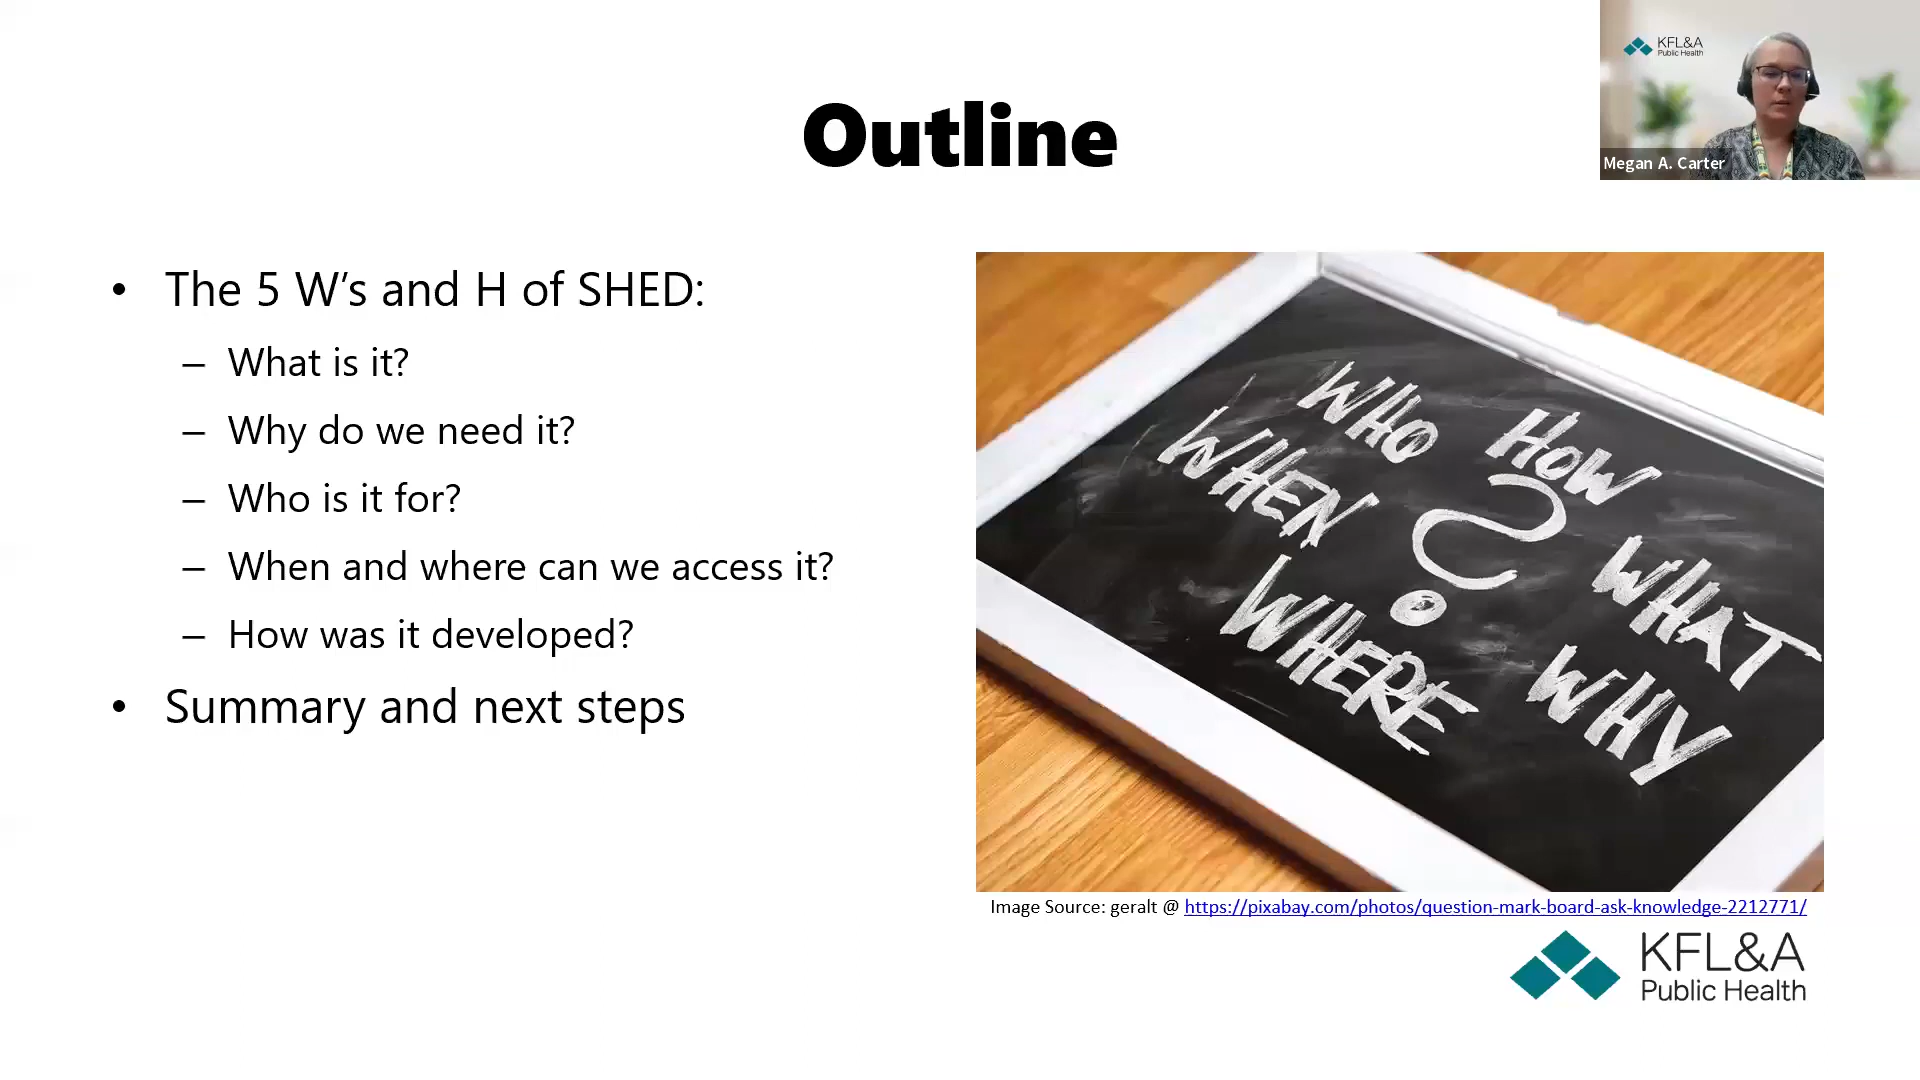 KFL&A
Public Health
Megan A. Carter
Outline
• The 5 W’s and H of SHED:
– What is it?
– Why do we need it?
– Who is it for?
– When and where can we access it?
– How was it developed?
• Summary and next steps
WHO
HOW
WHEN
?
WHAT
WHERE
WHY
Image Source: geralt @ https://pixabay.com/photos/question-mark-board-ask-knowledge-2212771/
KFL&A
Public Health